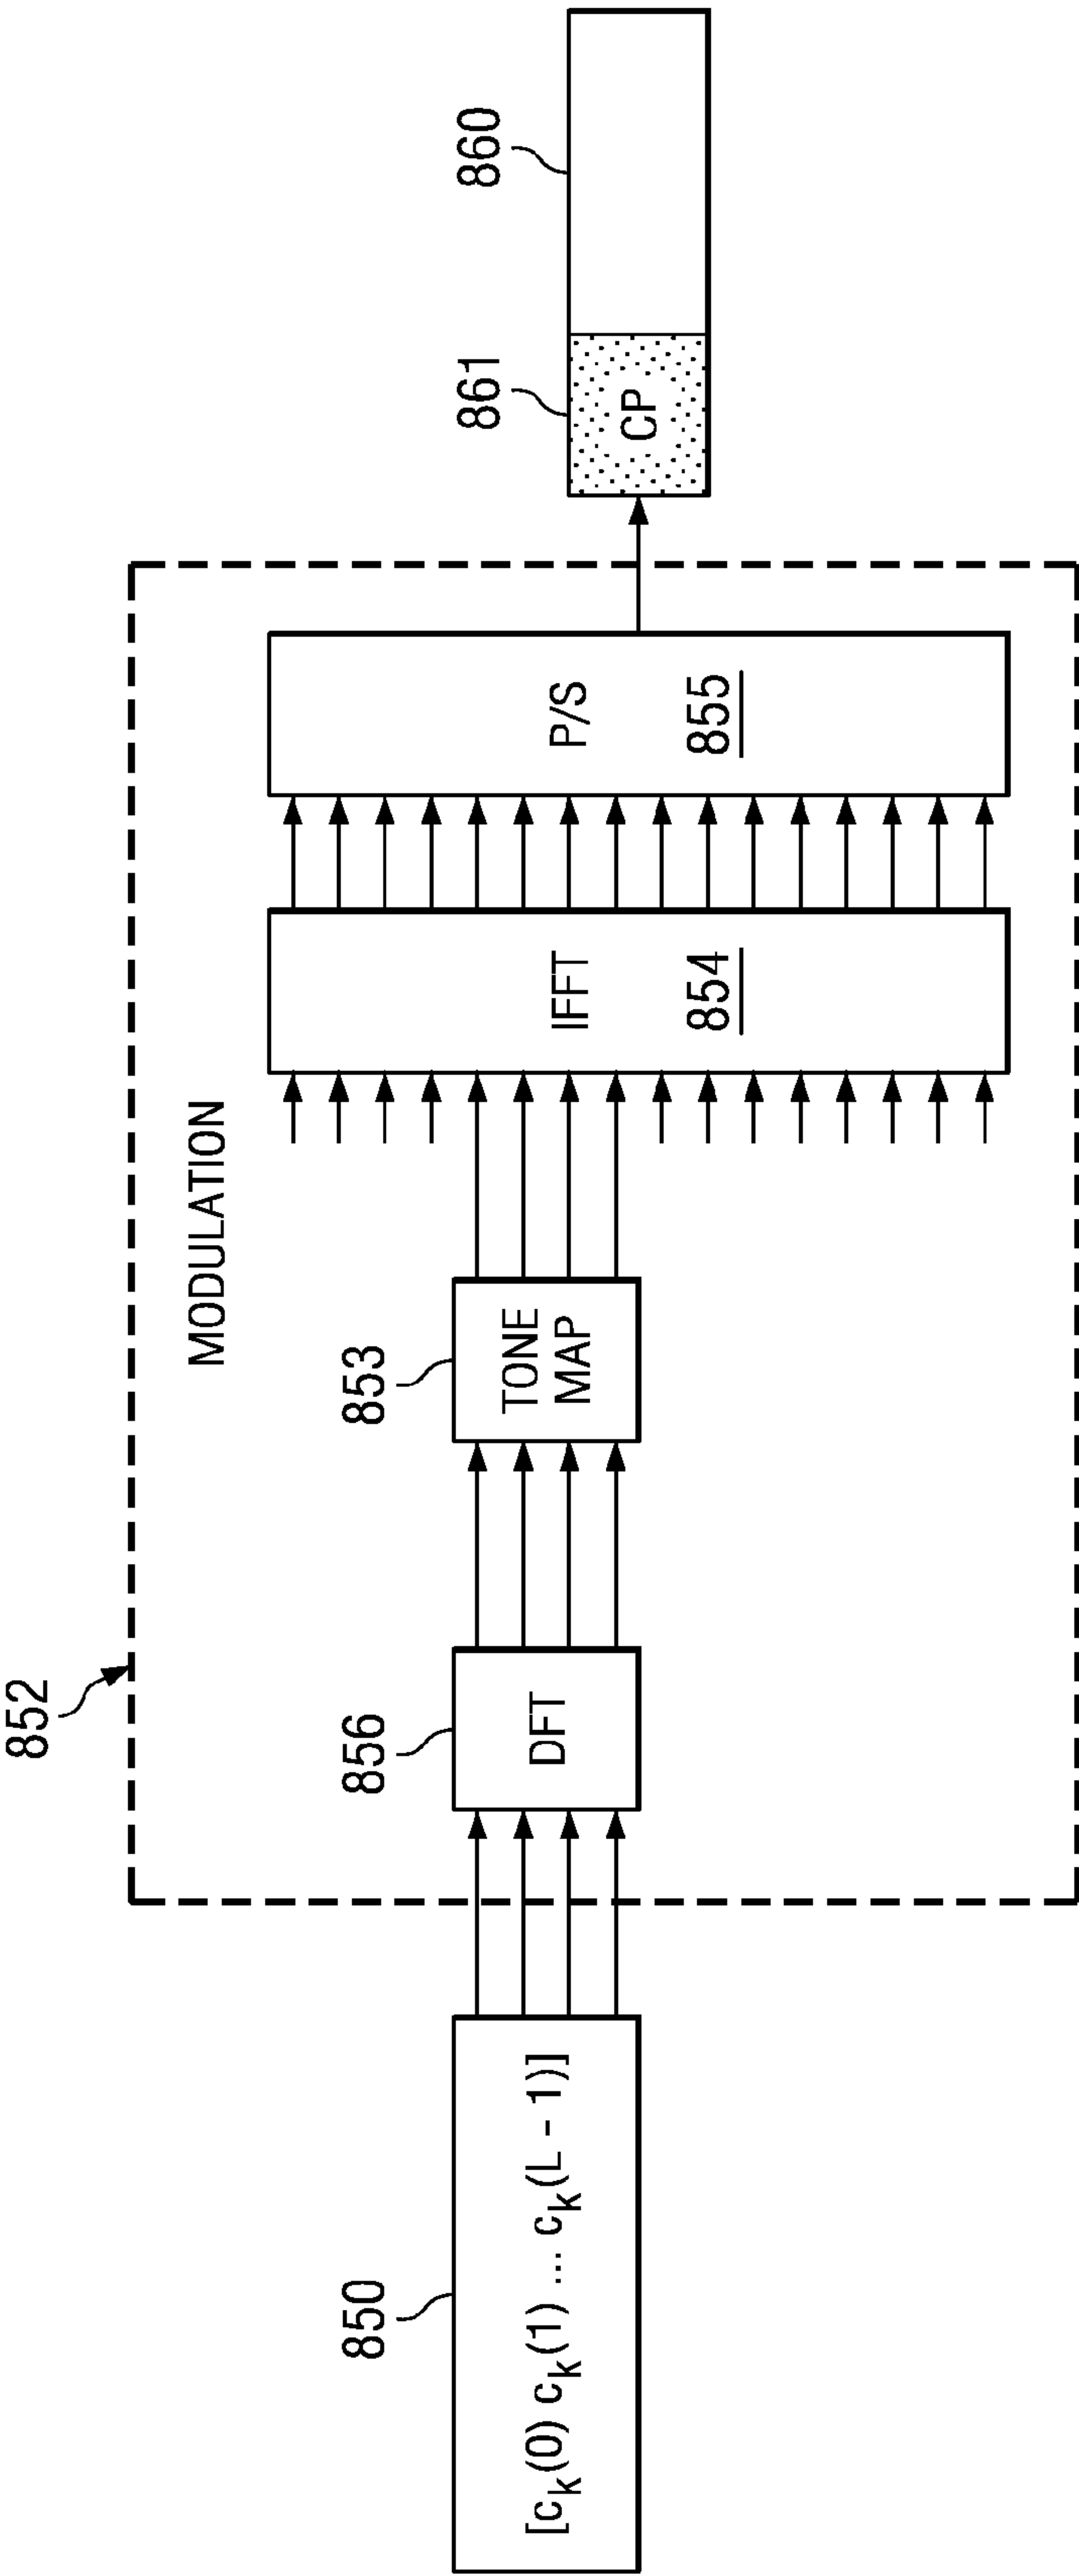 852
MODULATION
850
856
853
861
860
[c_k(0) c_k(1) ... c_k(L - 1)]
DFT
TONE
MAP
IFFT
854
P/S
855
CP